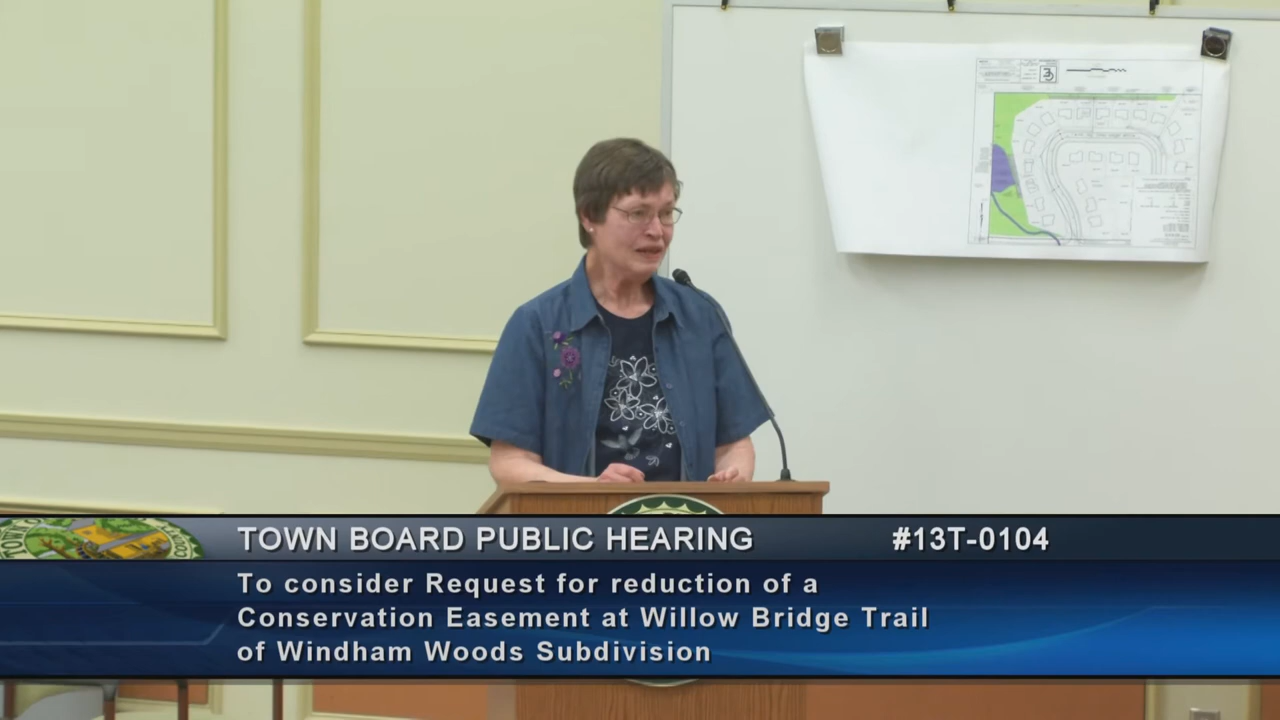 TOWN BOARD PUBLIC HEARING #13T-0104
To consider Request for reduction of a
Conservation Easement at Willow Bridge Trail
of Windham Woods Subdivision